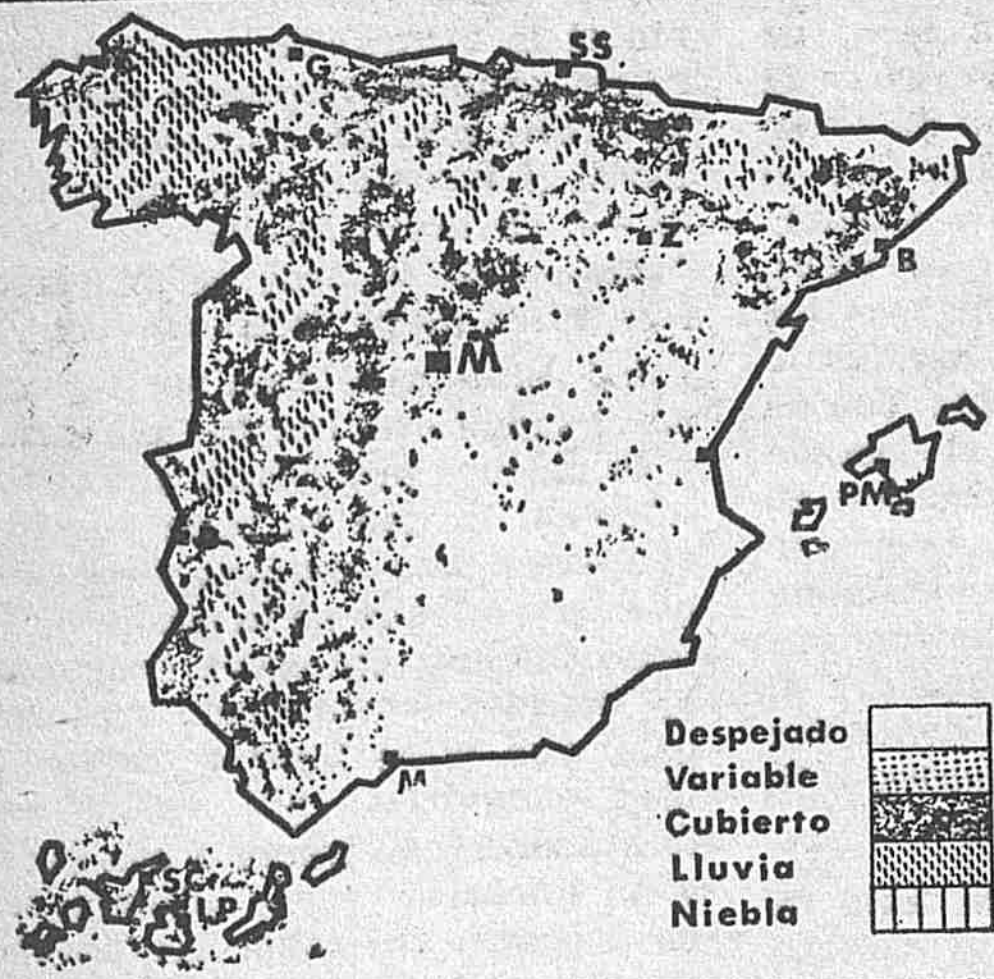 SS
G
V
Z
B
M
PM
M
SC
LP
Despejado
Variable
Cubierto
Lluvia
Niebla